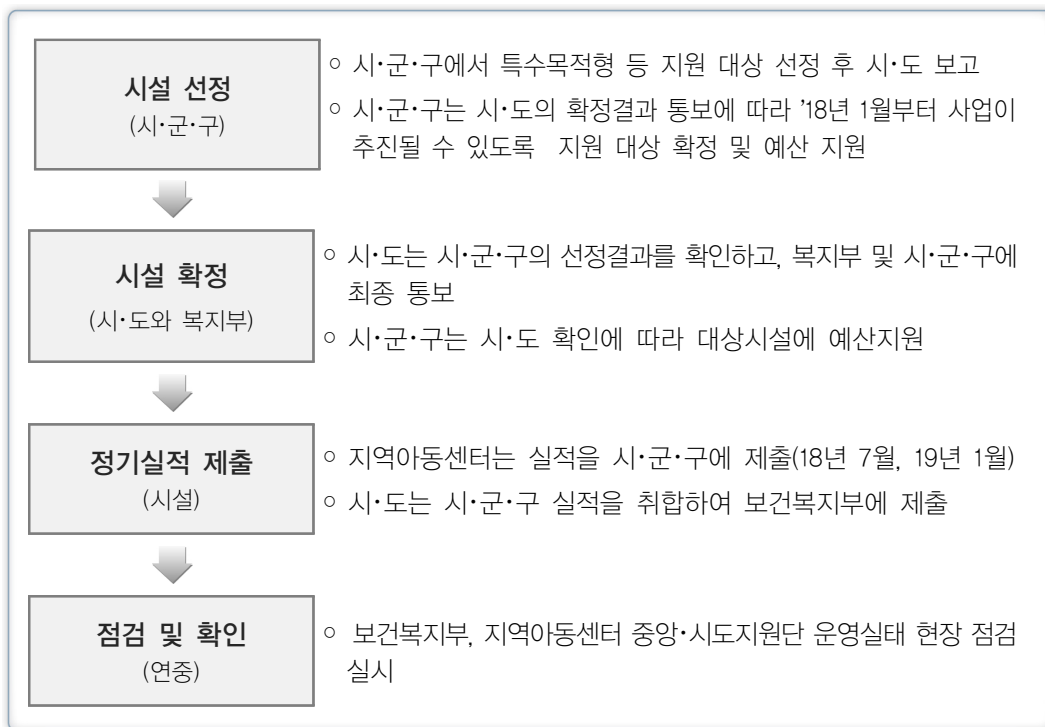 시설 선정
(시·군·구)
○ 시·군·구에서 특수목적형 등 지원 대상 선정 후 시·도 보고
○ 시·군·구는 시·도의 확정결과 통보에 따라 '18년 1월부터 사업이
추진될 수 있도록 지원 대상 확정 및 예산 지원
시설 확정
(시·도와 복지부)
○ 시·도는 시·군·구의 선정결과를 확인하고, 복지부 및 시·군·구에
최종 통보
○ 시·군·구는 시·도 확인에 따라 대상시설에 예산지원
정기실적 제출
(시설)
○ 지역아동센터는 실적을 시·군·구에 제출(18년 7월, 19년 1월)
○ 시·도는 시·군·구 실적을 취합하여 보건복지부에 제출
점검 및 확인
(연중)
○ 보건복지부, 지역아동센터 중앙·시도지원단 운영실태 현장 점검
실시